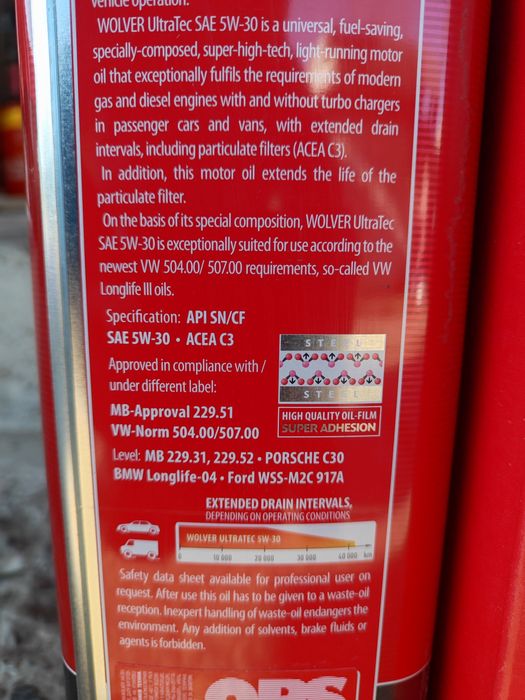 vehicle operation.
WOLVER UltraTec SAE 5W-30 is a universal, fuel-saving,
specially-composed, super-high-tech, light-running motor
oil that exceptionally fulfils the requirements of modern
gas and diesel engines with and without turbo chargers
in passenger cars and vans, with extended drain
intervals, including particulate filters (ACEA C3).
In addition, this motor oil extends the life of the
particulate filter.
On the basis of its special composition, WOLVER UltraTec
SAE 5W-30 is exceptionally suited for use according to the
newest VW 504.00/ 507.00 requirements, so-called VW
Longlife III oils.
Specification: API SN/CF
SAE 5W-30 • ACEA C3
Approved in compliance with /
under different label:
MB-Approval 229.51
VW-Norm 504.00/507.00
STEEL
STEEL
HIGH QUALITY OIL-FILM
SUPER ADHESION
Level: MB 229.31, 229.52 • PORSCHE C30
BMW Longlife-04 • Ford WSS-M2C 917A
EXTENDED DRAIN INTERVALS,
DEPENDING ON OPERATING CONDITIONS
WOLVER ULTRATEC 5W-30
0 10 000 20 000 30 000 40 000 km
Safety data sheet available for professional user on
request. After use this oil has to be given to a waste-oil
reception. Inexpert handling of waste-oil endangers the
environment. Any addition of solvents, brake fluids or
agents is forbidden.